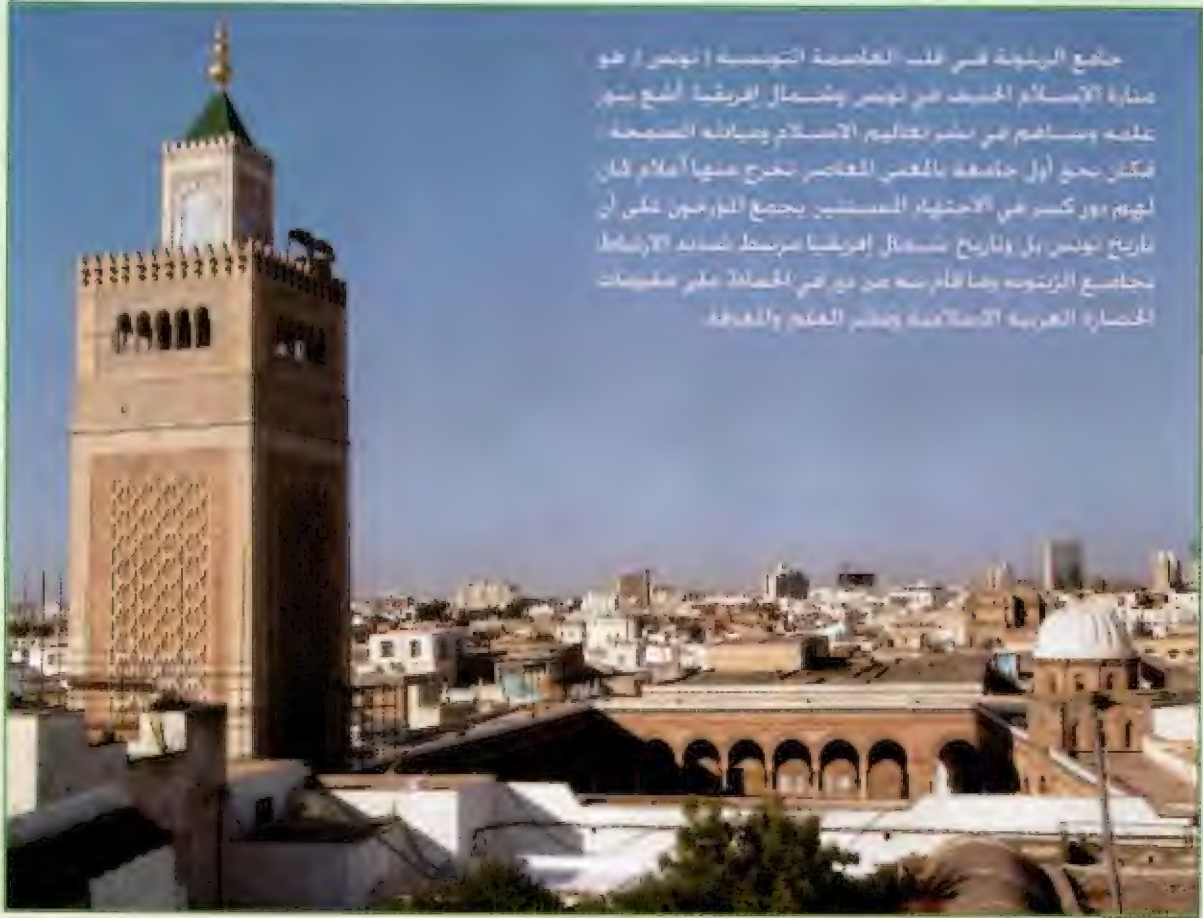 جامع الزيتونة في قلب العاصمة التونسية (تونس) هو
منارة الإسلام الحنيف في تونس وشمال إفريقيا أشع بنور
علمه وساهم في نشر تعاليم الإسلام ومبادئه السمحة
فكان نحو أول جامعة بالمعنى المعاصر تخرج منها أعلام كان
لهم دور كبير في الاجتهاد يجمع المؤرخون على أن
تاريخ تونس بل وتاريخ شمال إفريقيا مرتبط شديد الارتباط
بجامع الزيتونة وما قام به من دور في الحفاظ على مقومات
الحضارة العربية الإسلامية ونشر العلم والمعرفة